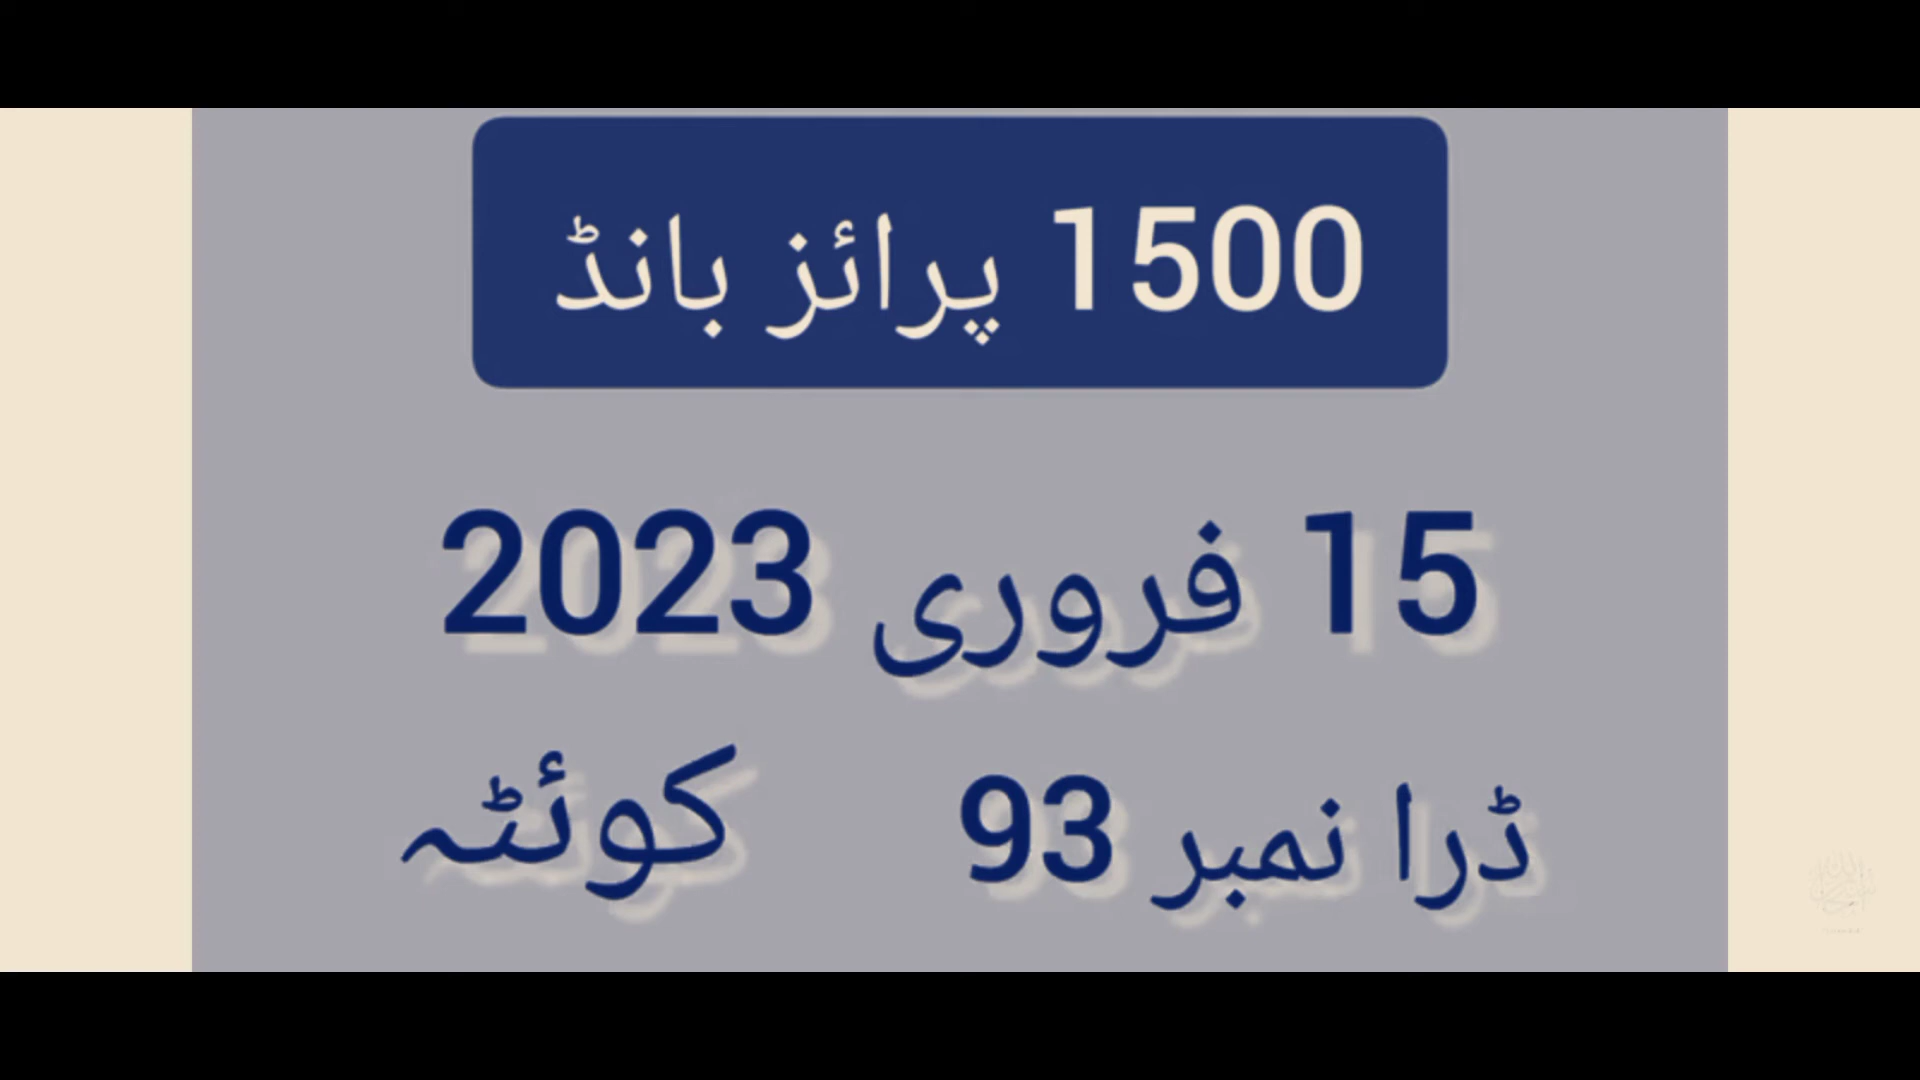 1500 پرائز بانڈ
15 فروری 2023
ڈرا نمبر 93 کوئٹہ